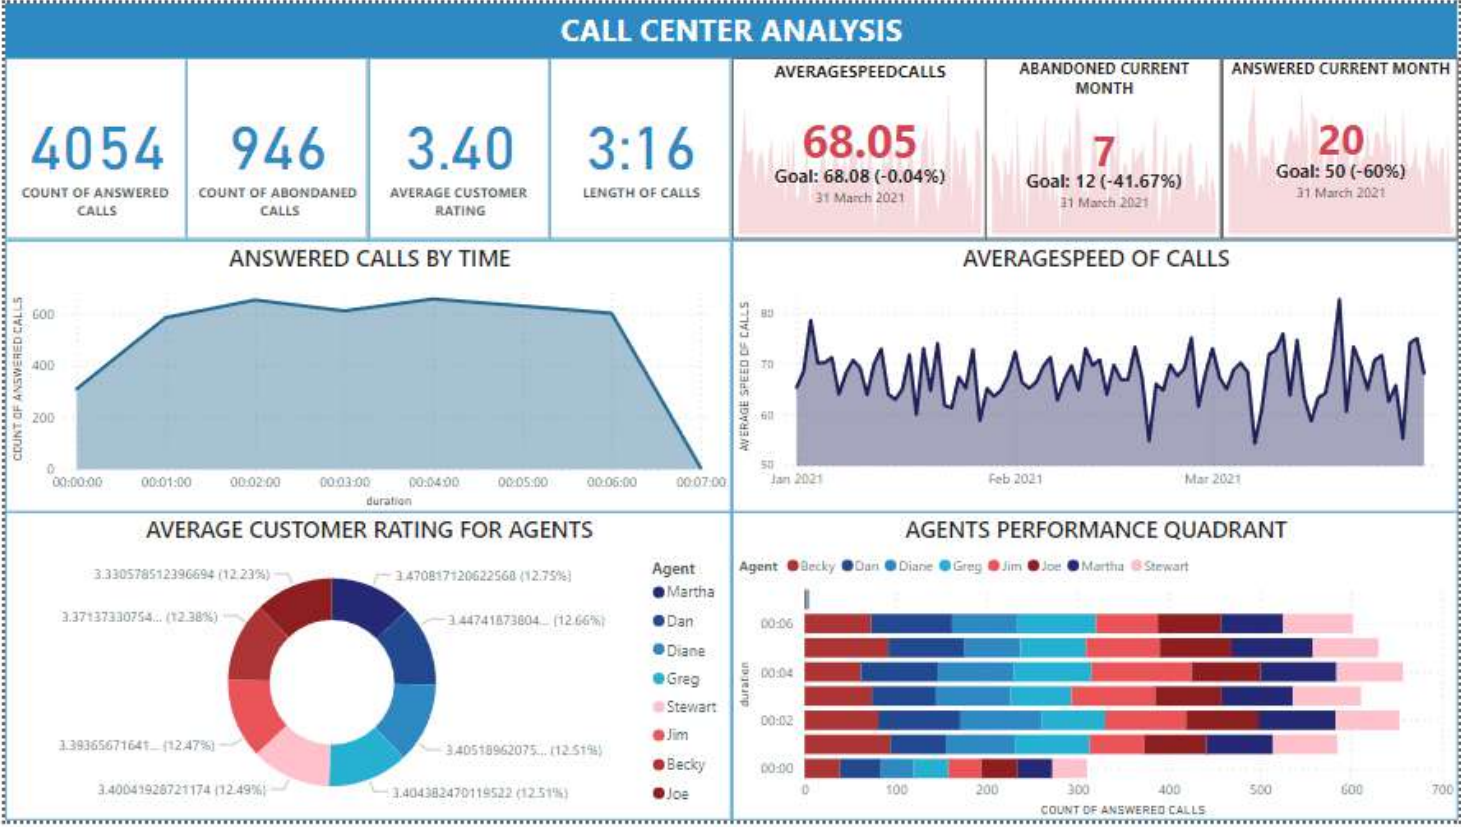 CALL CENTER ANALYSIS
4054
COUNT OF ANSWERED
CALLS
946
COUNT OF ABONDANED
CALLS
3.40
AVERAGE CUSTOMER
RATING
3:16
LENGTH OF CALLS
AVERAGESPEEDCALLS
68.05
Goal: 68.08 (-0.04%)
31 March 2021
ABANDONED CURRENT
MONTH
7
Goal: 12 (-41.67%)
31 March 2021
ANSWERED CURRENT MONTH
20
Goal: 50 (-60%)
31 March 2021
ANSWERED CALLS BY TIME
COUNT OF ANSWERED CALLS
600
400
200
0
00:00:00 00:01:00 00:02:00 00:03:00 00:04:00 00:05:00 00:06:00 00:07:00
duration
AVERAGESPEED OF CALLS
AVERAGE SPEED OF CALLS
80
70
60
50
Jan 2021 Feb 2021 Mar 2021
AVERAGE CUSTOMER RATING FOR AGENTS
3.330578512396694 (12.23%)
3.470817120622568 (12.75%)
3.37137330754... (12.38%)
3.44741873804... (12.66%)
3.39365671641... (12.47%)
3.40518962075... (12.51%)
3.40041928721174 (12.49%)
3.404382470119522 (12.51%)
Agent
Martha
Dan
Diane
Greg
Stewart
Jim
Becky
Joe
AGENTS PERFORMANCE QUADRANT
Agent Becky Dan Diane Greg Jim Joe Martha Stewart
duration
00:06
00:04
00:02
00:00
0 100 200 300 400 500 600 700
COUNT OF ANSWERED CALLS